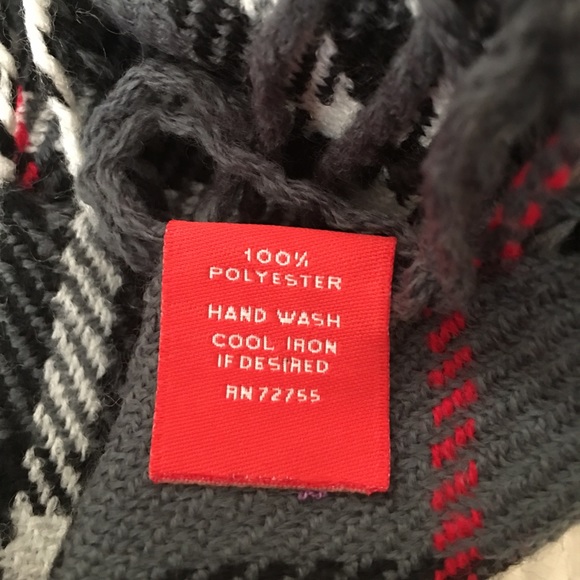 100%
POLYESTER
HAND WASH
COOL IRON
IF DESIRED
RN 72755